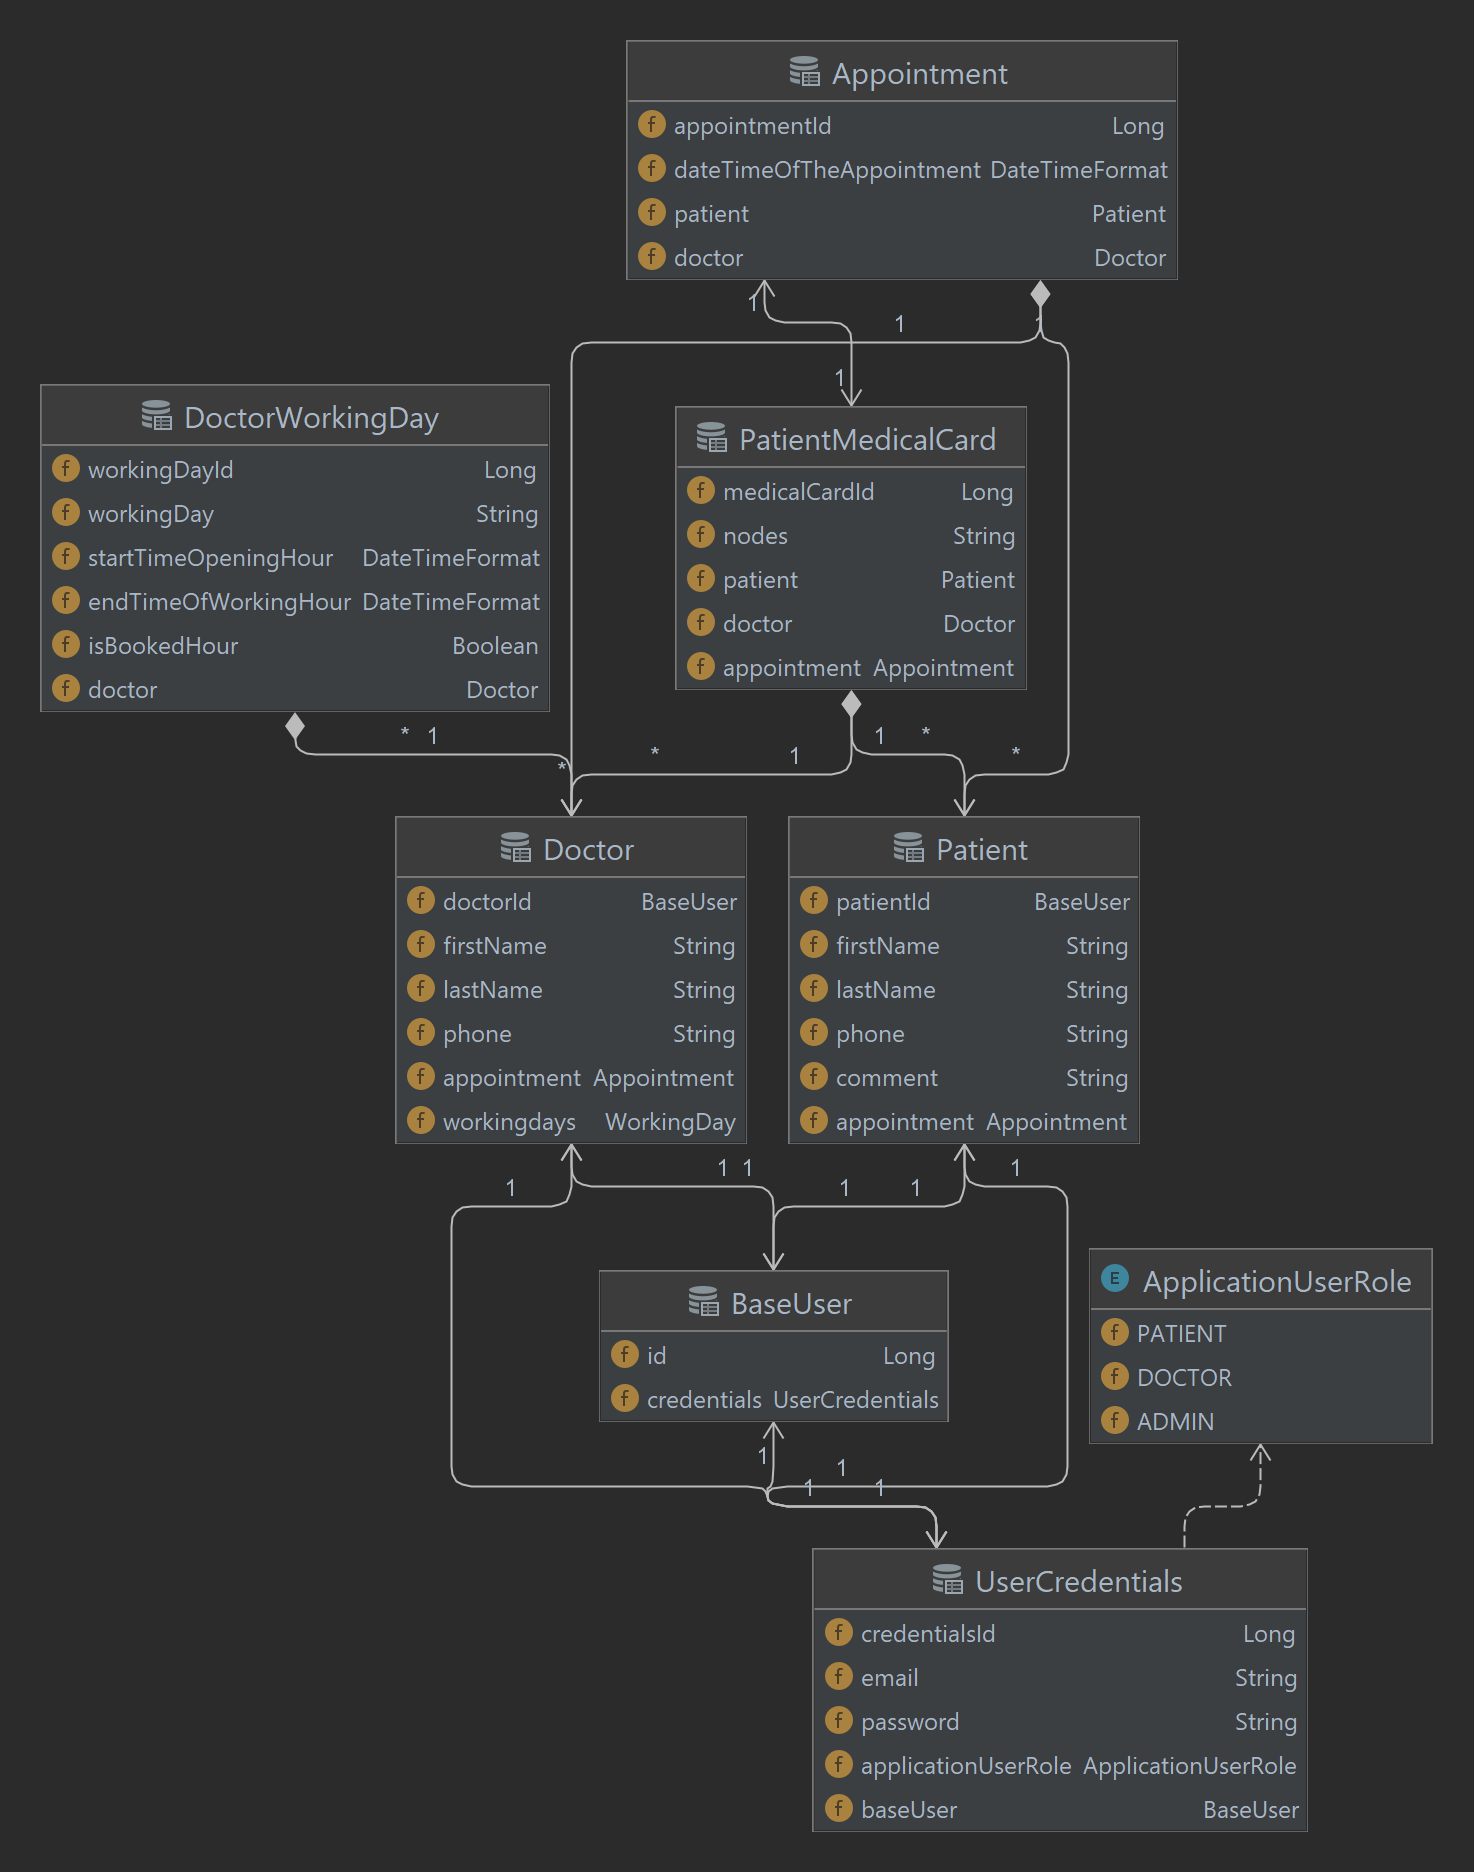 Appointment
appointmentId Long
dateTimeOfTheAppointment DateTimeFormat
patient Patient
doctor Doctor
1
1
1
1
DoctorWorkingDay
workingDayId Long
workingDay String
startTimeOpeningHour DateTimeFormat
endTimeOfWorkingHour DateTimeFormat
isBookedHour Boolean
doctor Doctor
PatientMedicalCard
medicalCardId Long
nodes String
patient Patient
doctor Doctor
appointment Appointment
* 1
1 *
* 1 *
*
Doctor
doctorId BaseUser
firstName String
lastName String
phone String
appointment Appointment
workingdays WorkingDay
Patient
patientId BaseUser
firstName String
lastName String
phone String
comment String
appointment Appointment
1 1 1
1 1 1
BaseUser
id Long
credentials UserCredentials
E ApplicationUserRole
PATIENT
DOCTOR
ADMIN
1
1
1 1
UserCredentials
credentialsId Long
email String
password String
applicationUserRole ApplicationUserRole
baseUser BaseUser